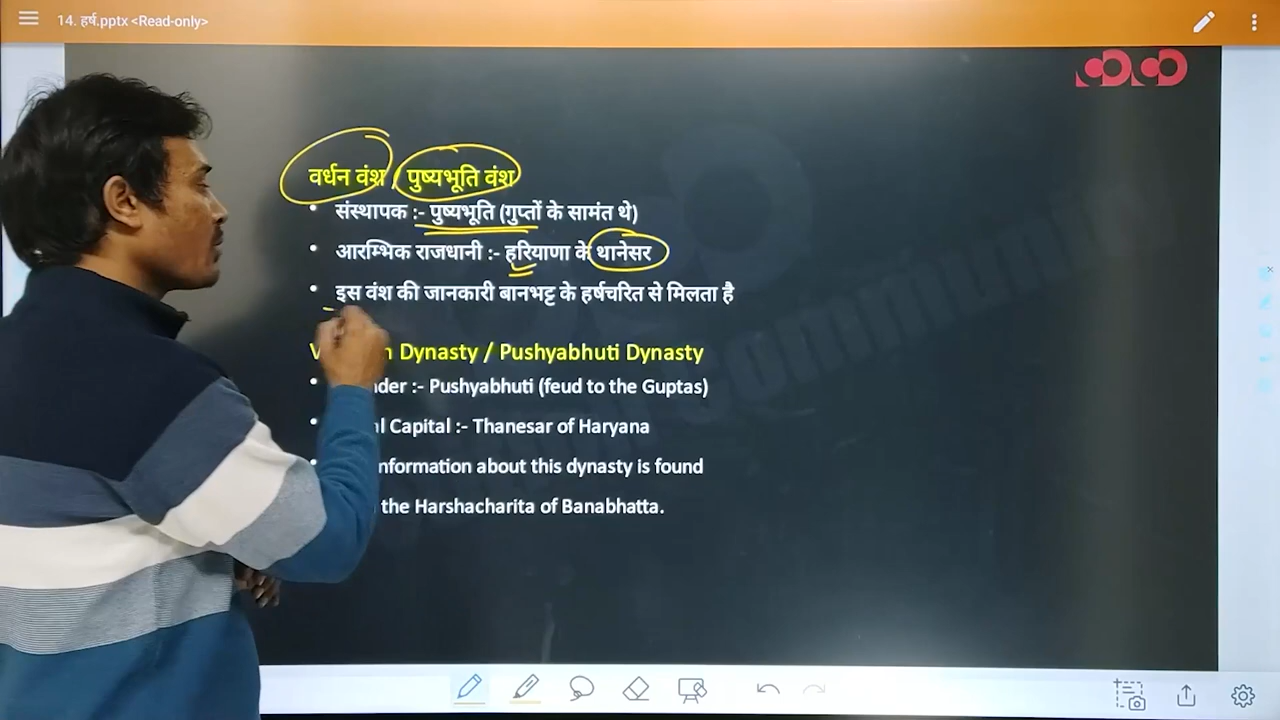 14. हर्ष.pptx <Read-only>
वर्धन वंश / पुष्यभूति वंश
• संस्थापक :- पुष्यभूति (गुप्तों के सामंत थे)
• आरम्भिक राजधानी :- हरियाणा के थानेसर
• इस वंश की जानकारी बानभट्ट के हर्षचरित से मिलता है
Dynasty / Pushyabhuti Dynasty
:- Pushyabhuti (feud to the Guptas)
Capital :- Thanesar of Haryana
information about this dynasty is found
the Harshacharita of Banabhatta.